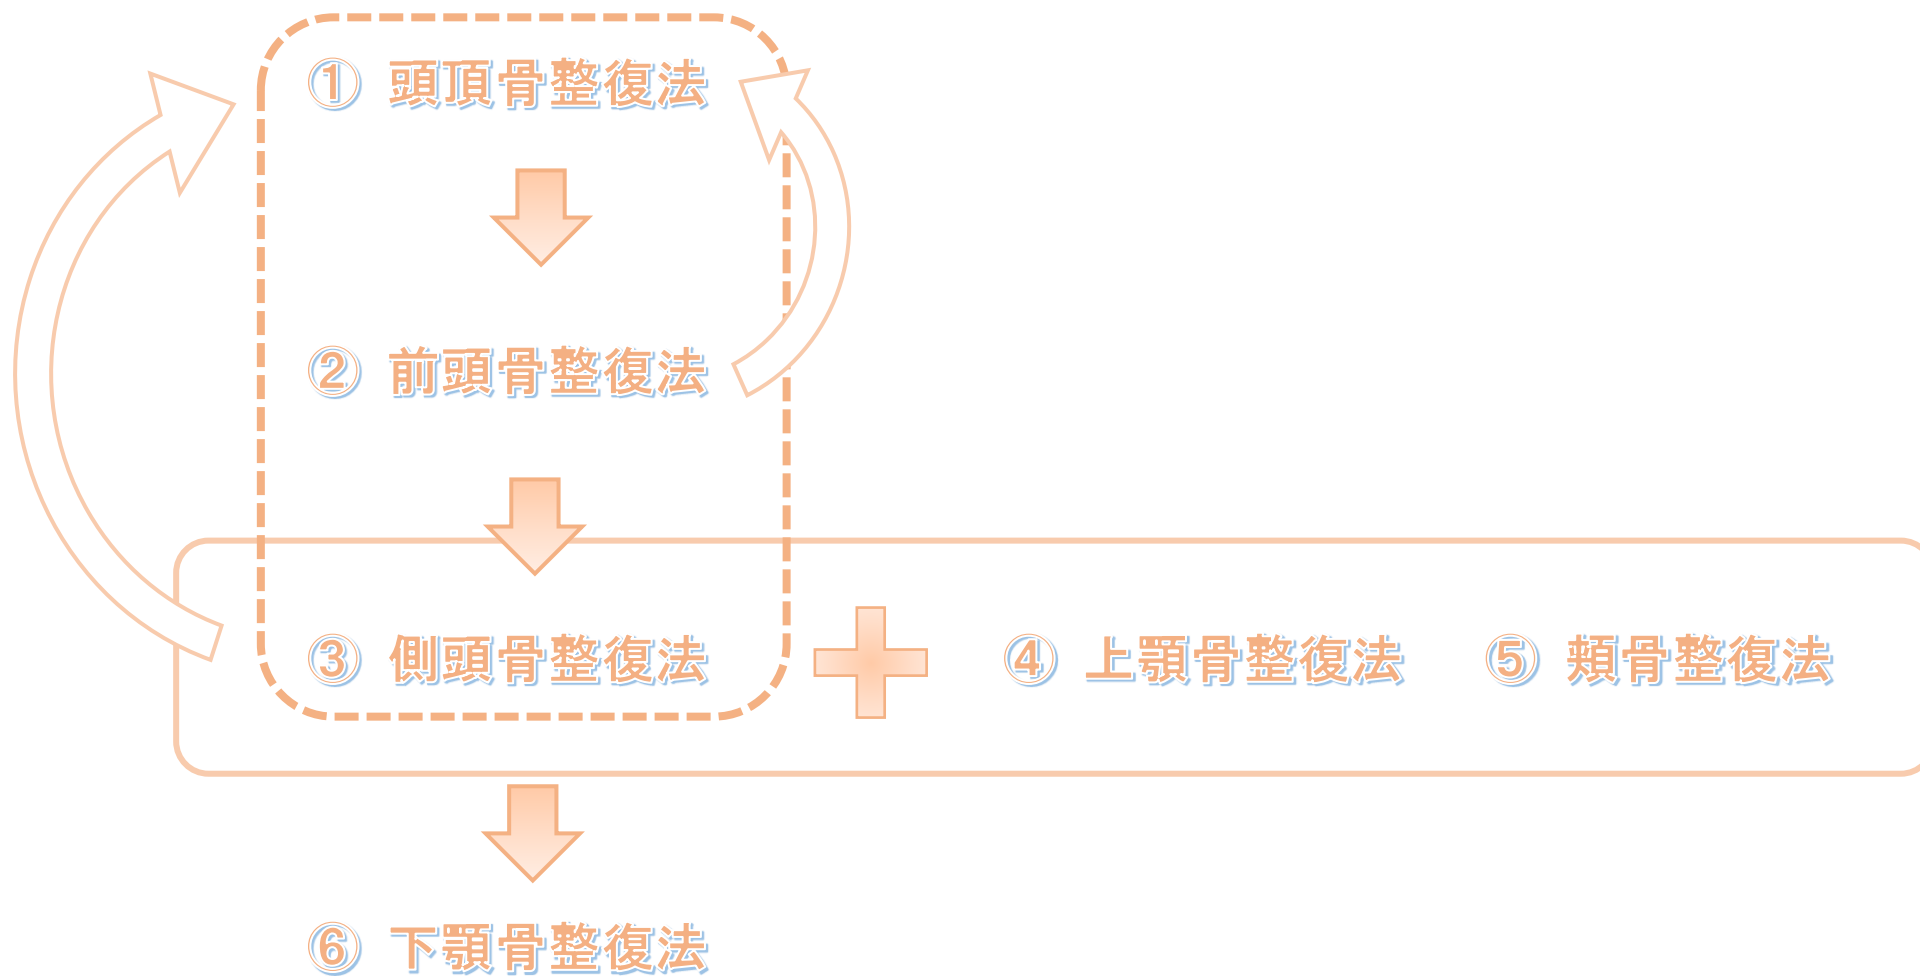 ① 頭頂骨整復法
② 前頭骨整復法
③ 側頭骨整復法 ④ 上顎骨整復法 ⑤ 頬骨整復法
⑥ 下顎骨整復法